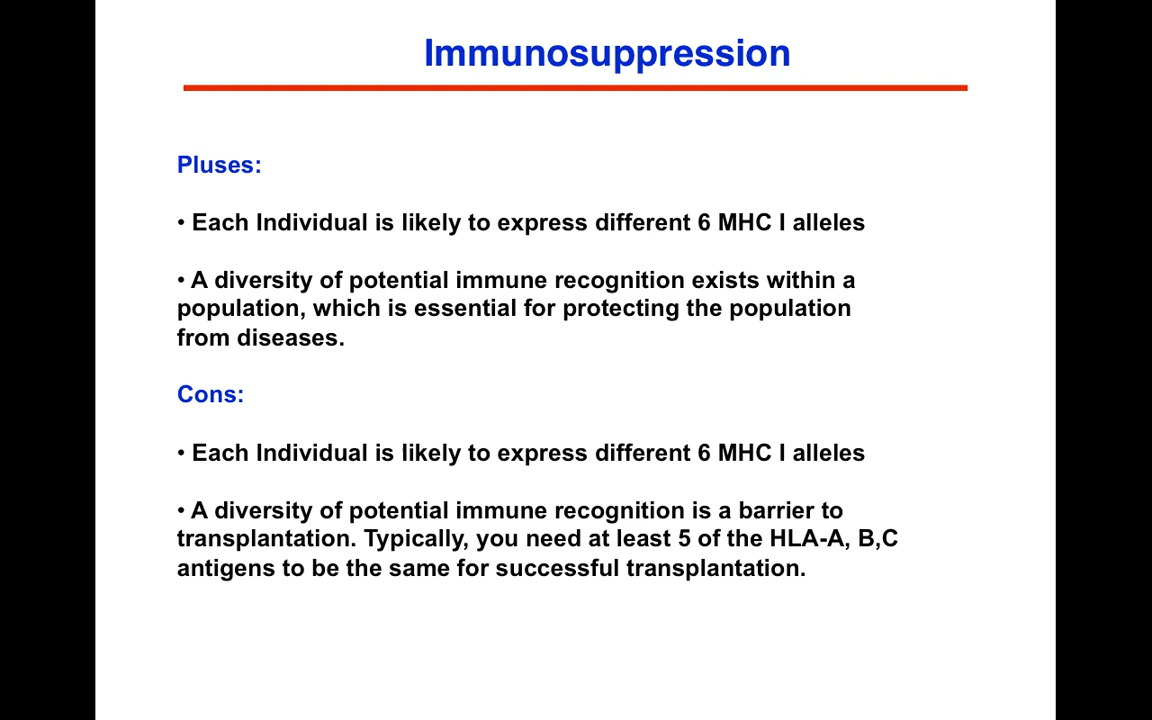 Immunosuppression
Pluses:
• Each Individual is likely to express different 6 MHC I alleles
• A diversity of potential immune recognition exists within a
population, which is essential for protecting the population
from diseases.
Cons:
• Each Individual is likely to express different 6 MHC I alleles
• A diversity of potential immune recognition is a barrier to
transplantation. Typically, you need at least 5 of the HLA-A, B,C
antigens to be the same for successful transplantation.